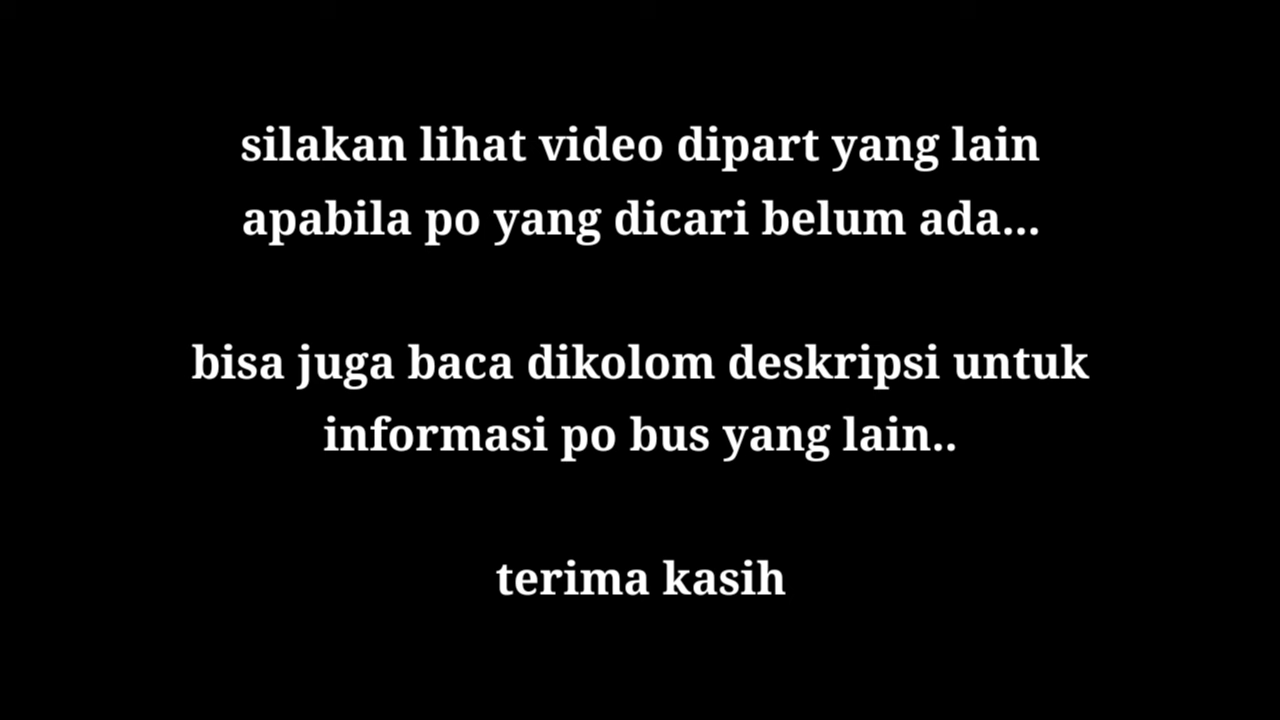 silakan lihat video dipart yang lain
apabila po yang dicari belum ada...
bisa juga baca dikolom deskripsi untuk
informasi po bus yang lain..
terima kasih